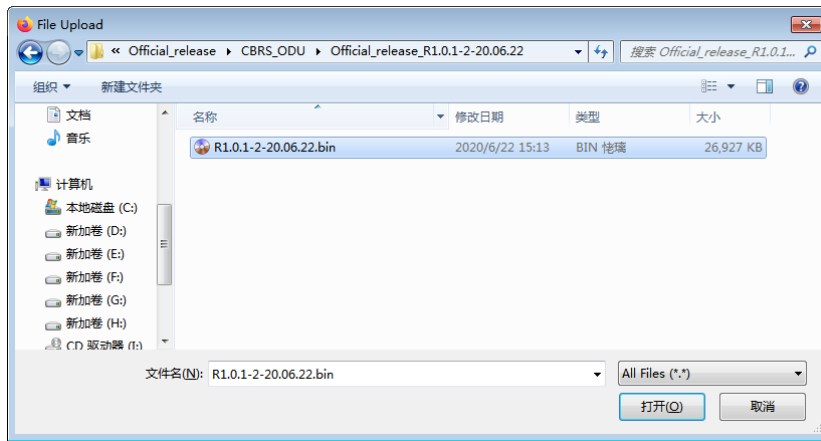 File Upload
« Official_release ▸ CBRS_ODU ▸ Official_release_R1.0.1-2-20.06.22
搜索 Official_release_R1.0.1...
组织 新建文件夹
文档
音乐
计算机
本地磁盘 (C:)
新加卷 (D:)
新加卷 (E:)
新加卷 (F:)
新加卷 (G:)
新加卷 (H:)
CD 驱动器 (I:)
名称 修改日期 类型 大小
R1.0.1-2-20.06.22.bin 2020/6/22 15:13 BIN 恅璃 26,927 KB
文件名(N): R1.0.1-2-20.06.22.bin All Files (*.*)
打开(O) 取消